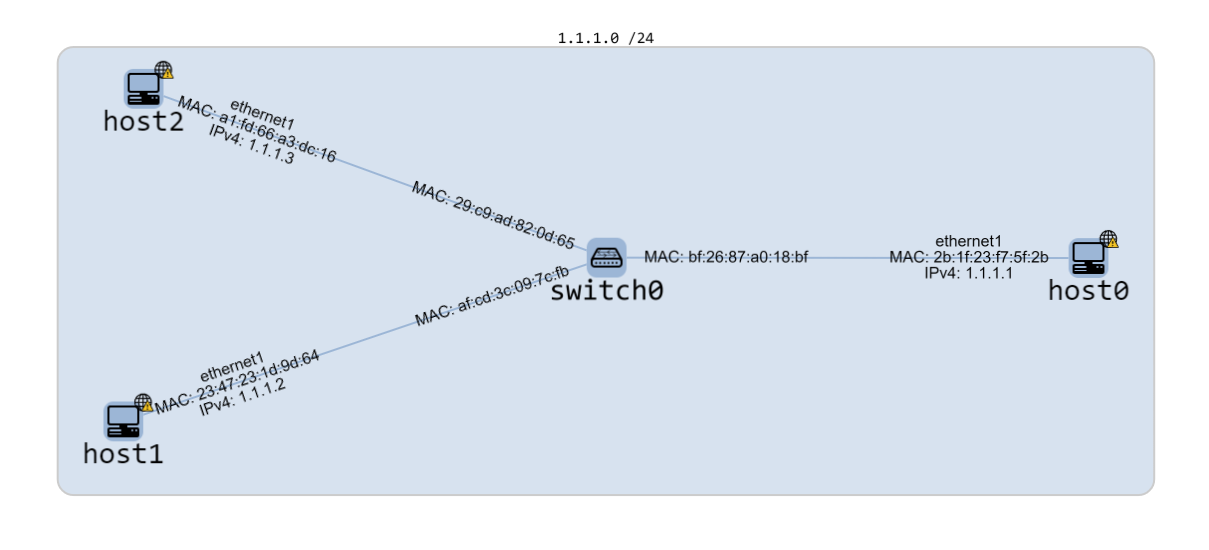 1.1.1.0 /24
host2
ethernet1
MAC: a1:fd:66:a3:dc:16
IPv4: 1.1.1.3
MAC: 29:c9:ad:82:0d:65
switch0
MAC: bf:26:87:a0:18:bf
ethernet1
MAC: 2b:1f:23:f7:5f:2b
IPv4: 1.1.1.1
host0
MAC: af:cd:3c:09:7c:fb
ethernet1
MAC: 23:47:23:1d:9d:64
IPv4: 1.1.1.2
host1